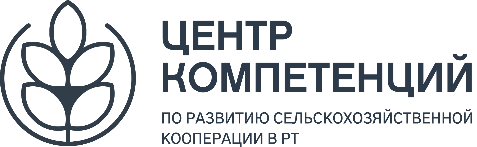 ЦЕНТР
КОМПЕТЕНЦИЙ
ПО РАЗВИТИЮ СЕЛЬСКОХОЗЯЙСТВЕННОЙ
КООПЕРАЦИИ В РТ